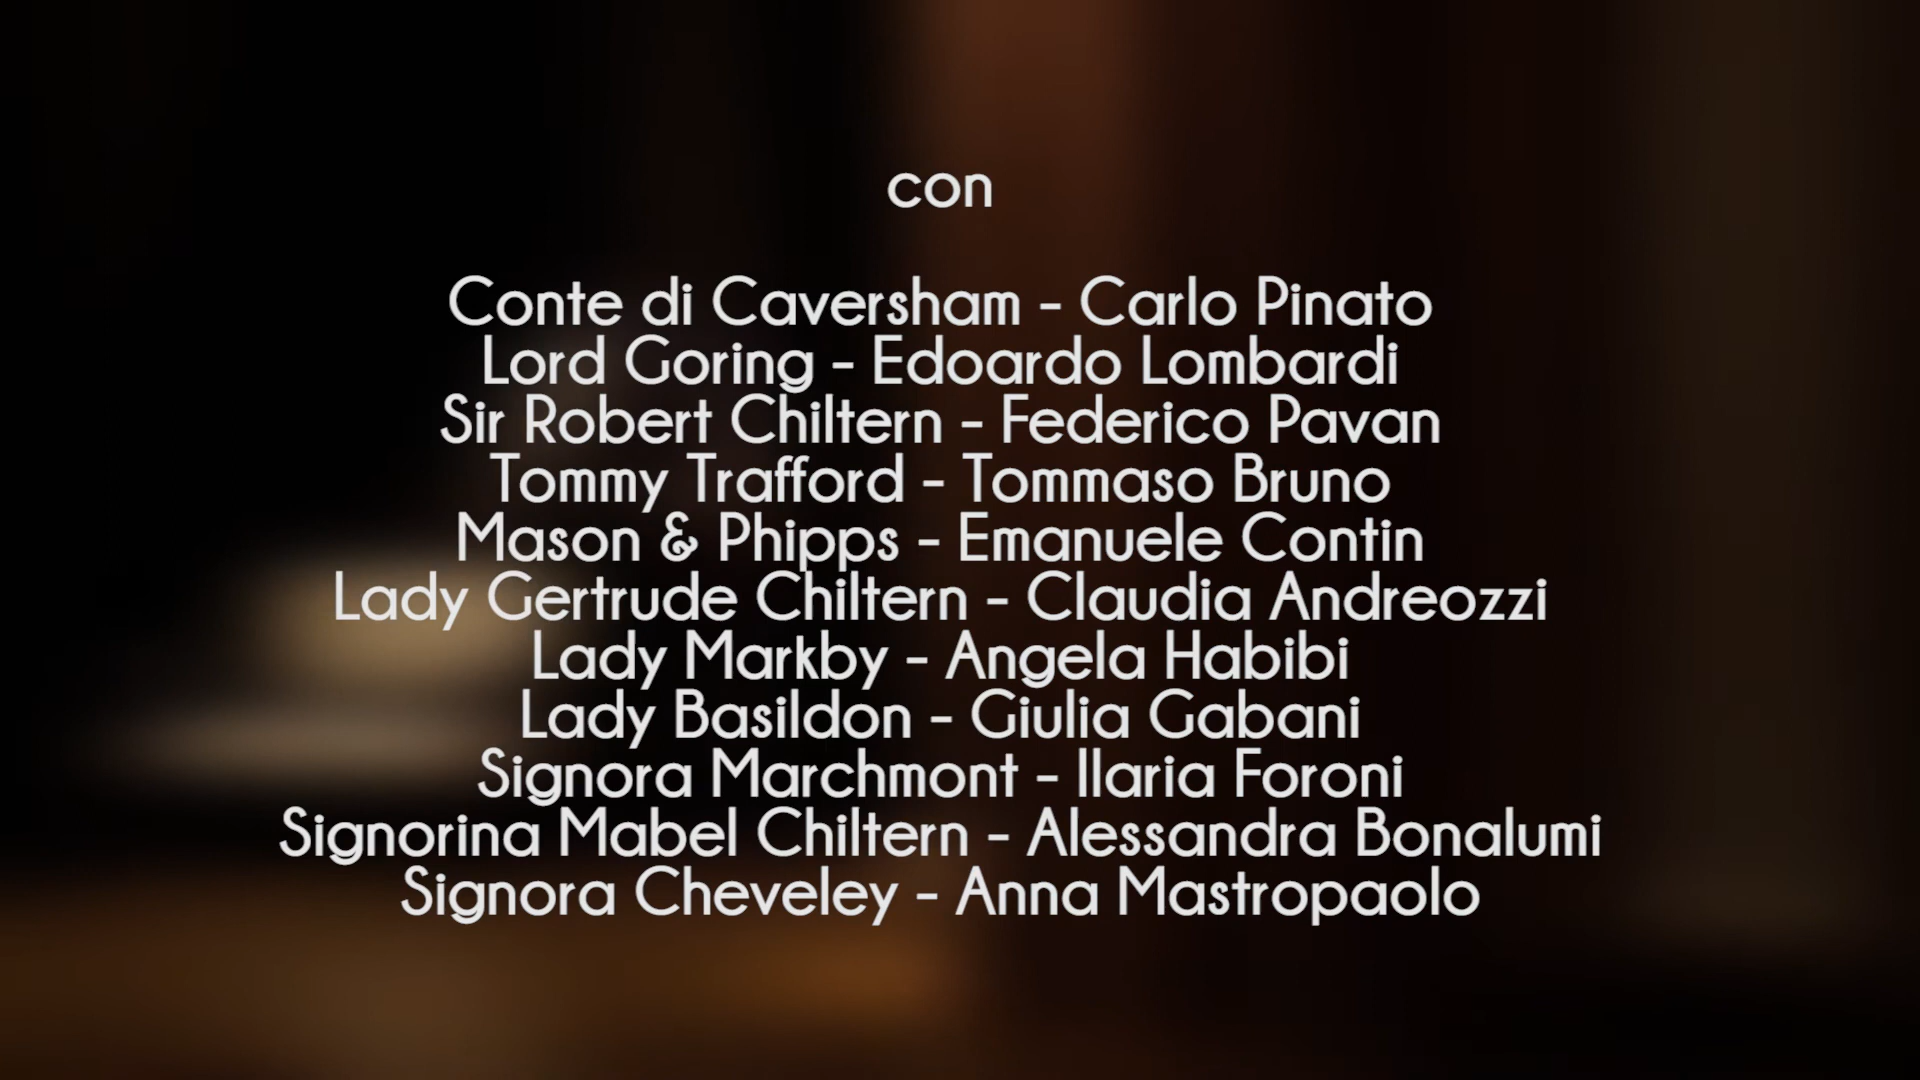 con
Conte di Caversham - Carlo Pinato
Lord Goring - Edoardo Lombardi
Sir Robert Chiltern - Federico Pavan
Tommy Trafford - Tommaso Bruno
Mason & Phipps - Emanuele Contin
Lady Gertrude Chiltern - Claudia Andreozzi
Lady Markby - Angela Habibi
Lady Basildon - Giulia Gabani
Signora Marchmont - Ilaria Foroni
Signorina Mabel Chiltern - Alessandra Bonalumi
Signora Cheveley - Anna Mastropaolo